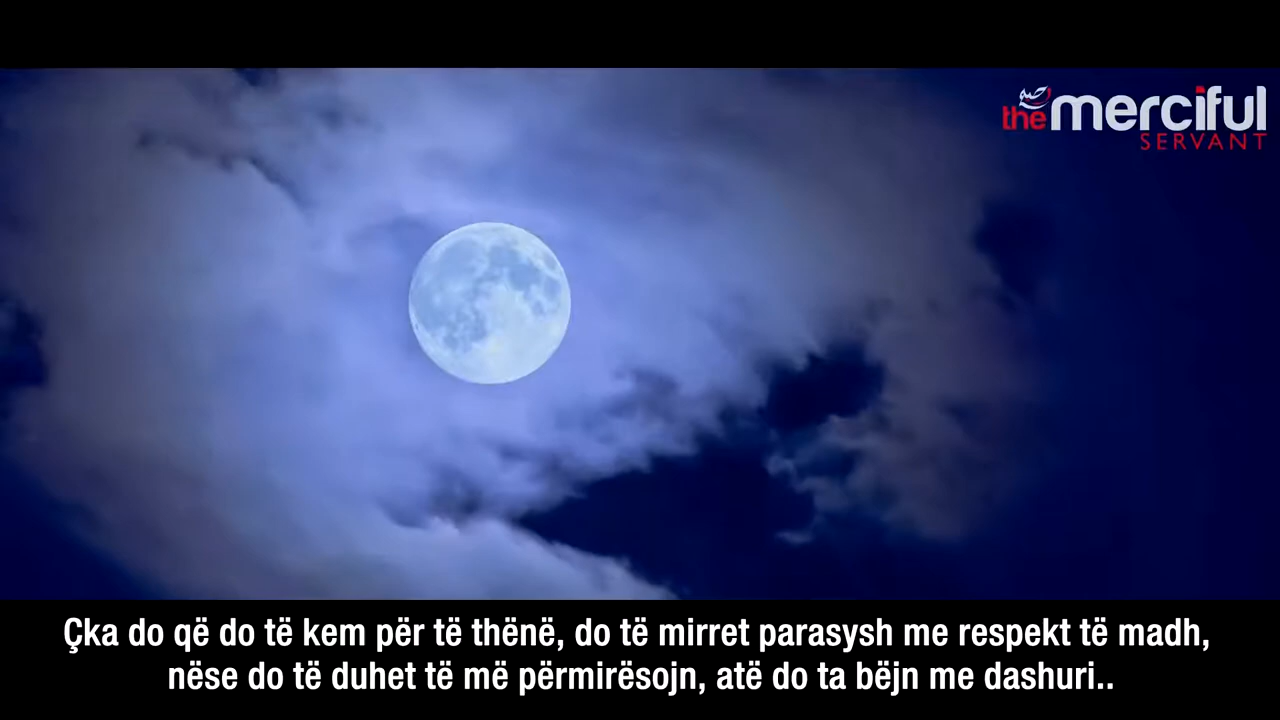 the merciful
SERVANT
Çka do që do të kem për të thënë, do të mirret parasysh me respekt të madh,
nëse do të duhet të më përmirësojn, atë do ta bëjn me dashuri..